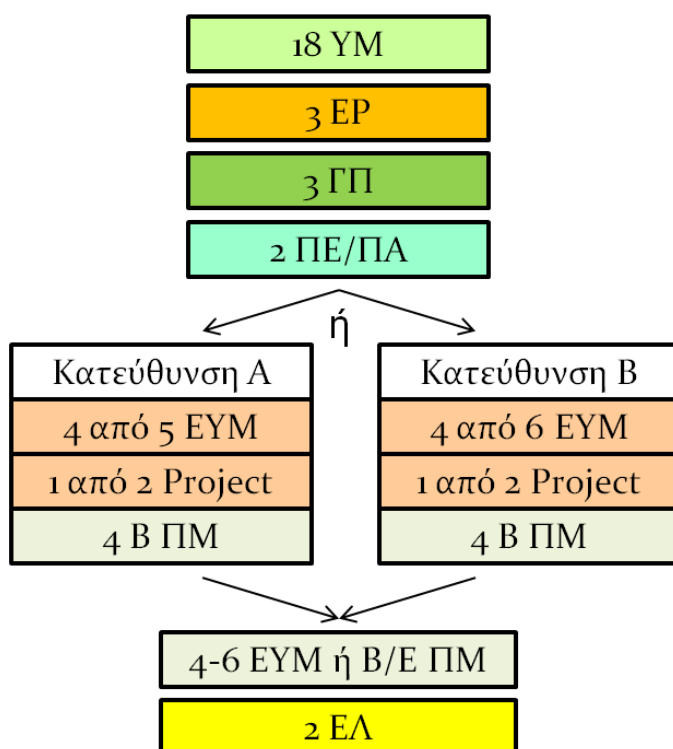 18 ΥΜ
3 ΕΡ
3 ΓΠ
2 ΠΕ/ΠΑ
ή
Κατεύθυνση Α
4 από 5 ΕΥΜ
1 από 2 Project
4 Β ΠΜ
Κατεύθυνση Β
4 από 6 ΕΥΜ
1 από 2 Project
4 Β ΠΜ
4-6 ΕΥΜ ή Β/Ε ΠΜ
2 ΕΛ